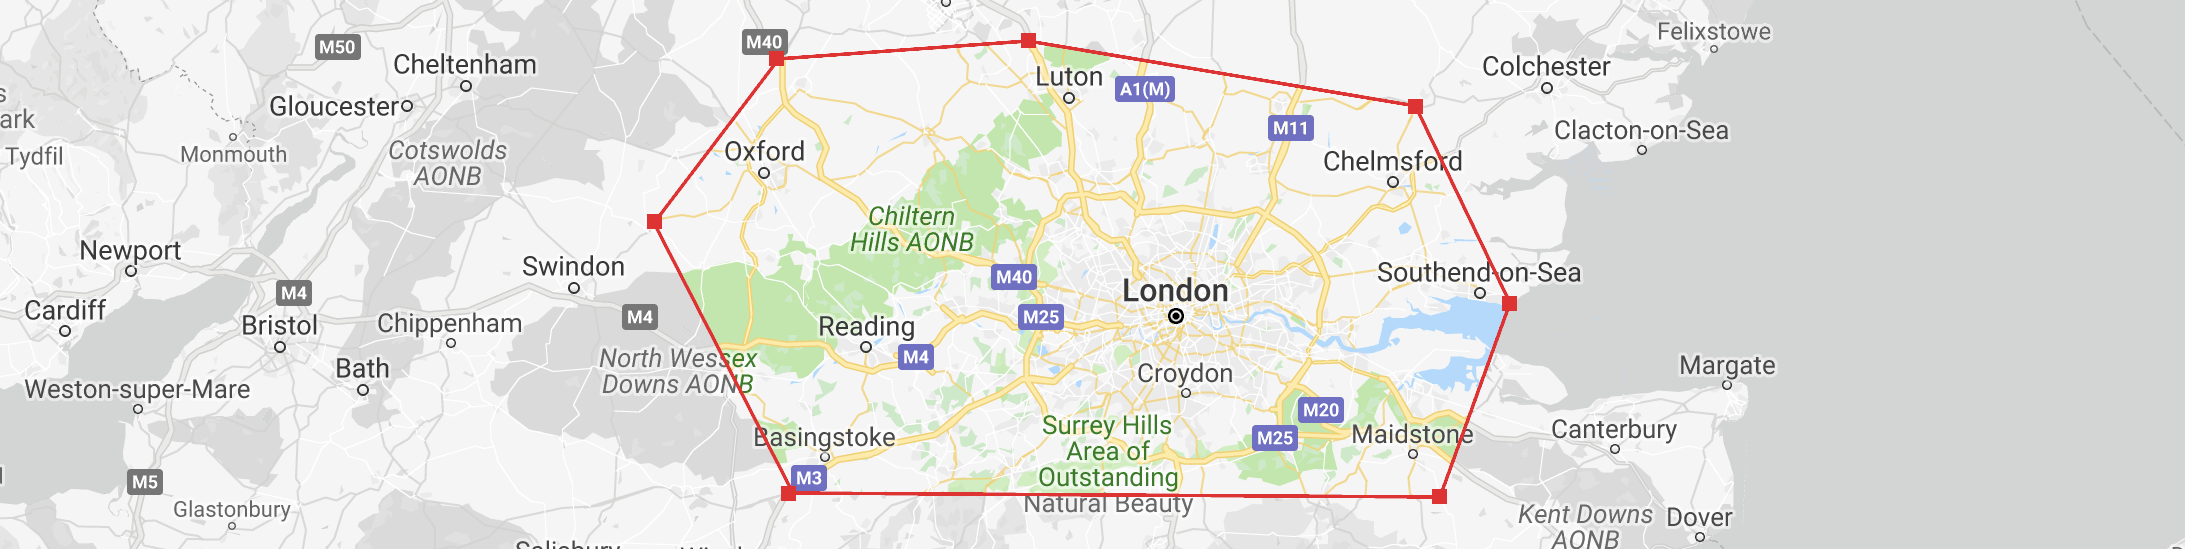 Felixstowe
M40
M50
Cheltenham
Colchester
Luton
A1(M)
Gloucester
ark
Clacton-on-Sea
M11
Tydfil
Monmouth
Cotswolds
AONB
Oxford
Chelmsford
Chiltern
Hills AONB
Newport
Swindon
M40
Southend-on-Sea
M4
London
Cardiff
Bristol
Chippenham
M4
Reading
M25
North Wessex
Downs AONB
M4
Bath
Croydon
Margate
Weston-super-Mare
M20
Surrey Hills
Area of
Outstanding
Natural Beauty
Basingstoke
M25
Maidstone
Canterbury
M5
M3
Glastonbury
Kent Downs
AONB
Dover
Salisbury